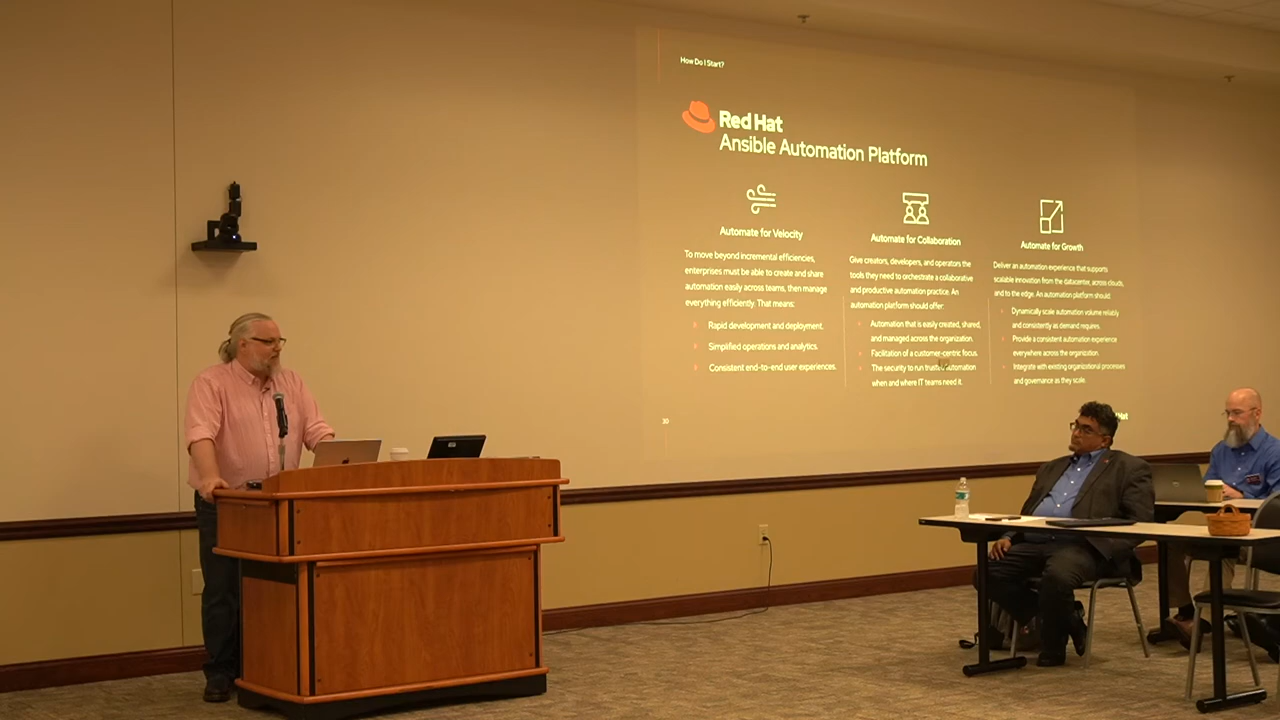 How Do I Start?
Red Hat
Ansible Automation Platform
Automate for Velocity
To move beyond incremental efficiencies,
enterprises must be able to create and share
automation easily across teams, then manage
everything efficiently. That means:
Rapid development and deployment.
Simplified operations and analytics.
Consistent end-to-end user experiences.
Automate for Collaboration
Give creators, developers, and operators the
tools they need to orchestrate a collaborative
and productive automation practice. An
automation platform should offer:
Automation that is easily created, shared,
and managed across the organization.
Facilitation of a customer-centric focus.
The security to run trusted automation
when and where IT teams need it.
Automate for Growth
Deliver an automation experience that supports
scalable innovation from the datacenter, across clouds,
and to the edge. An automation platform should:
Dynamically scale automation volume reliably
and consistently as demand requires.
Provide a consistent automation experience
everywhere across the organization.
Integrate with existing organizational processes
and governance as they scale.
30
Hat